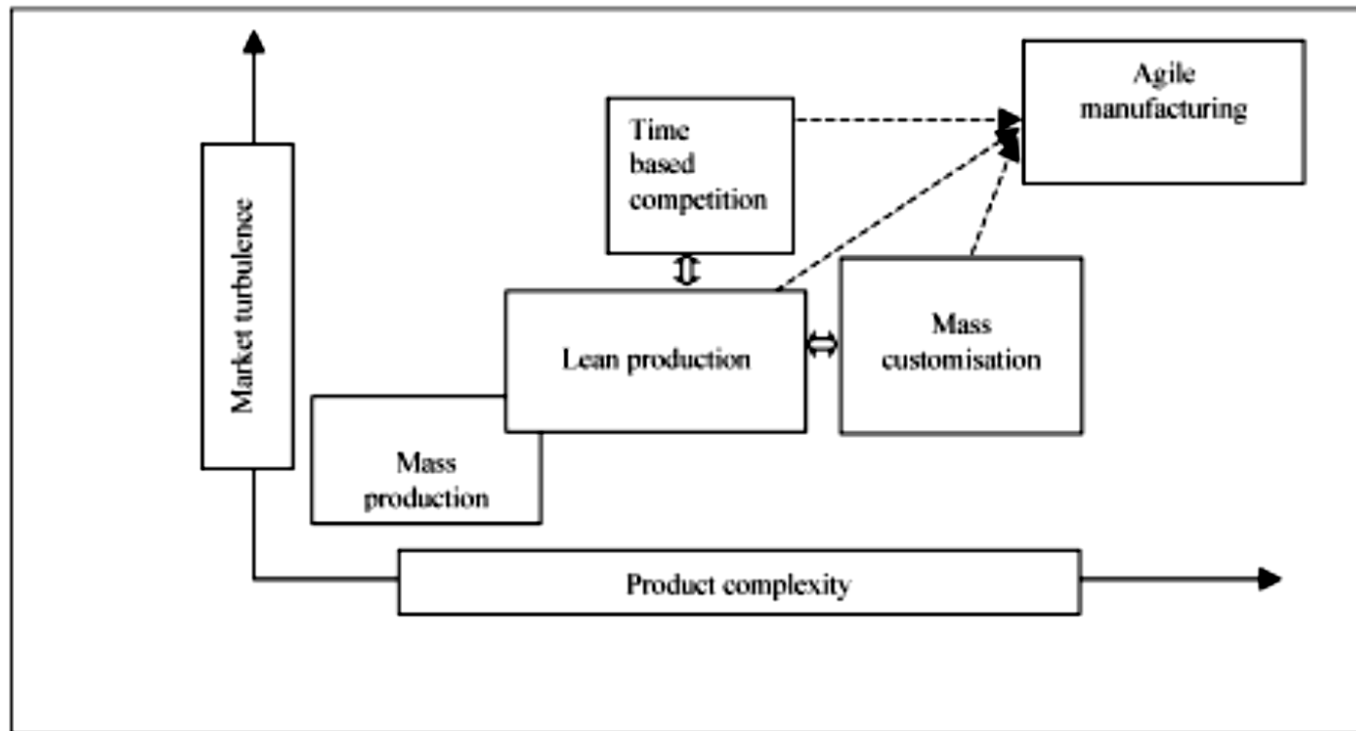 Agile
manufacturing
Time
based
competition
Market turbulence
Lean production
Mass
customisation
Mass
production
Product complexity